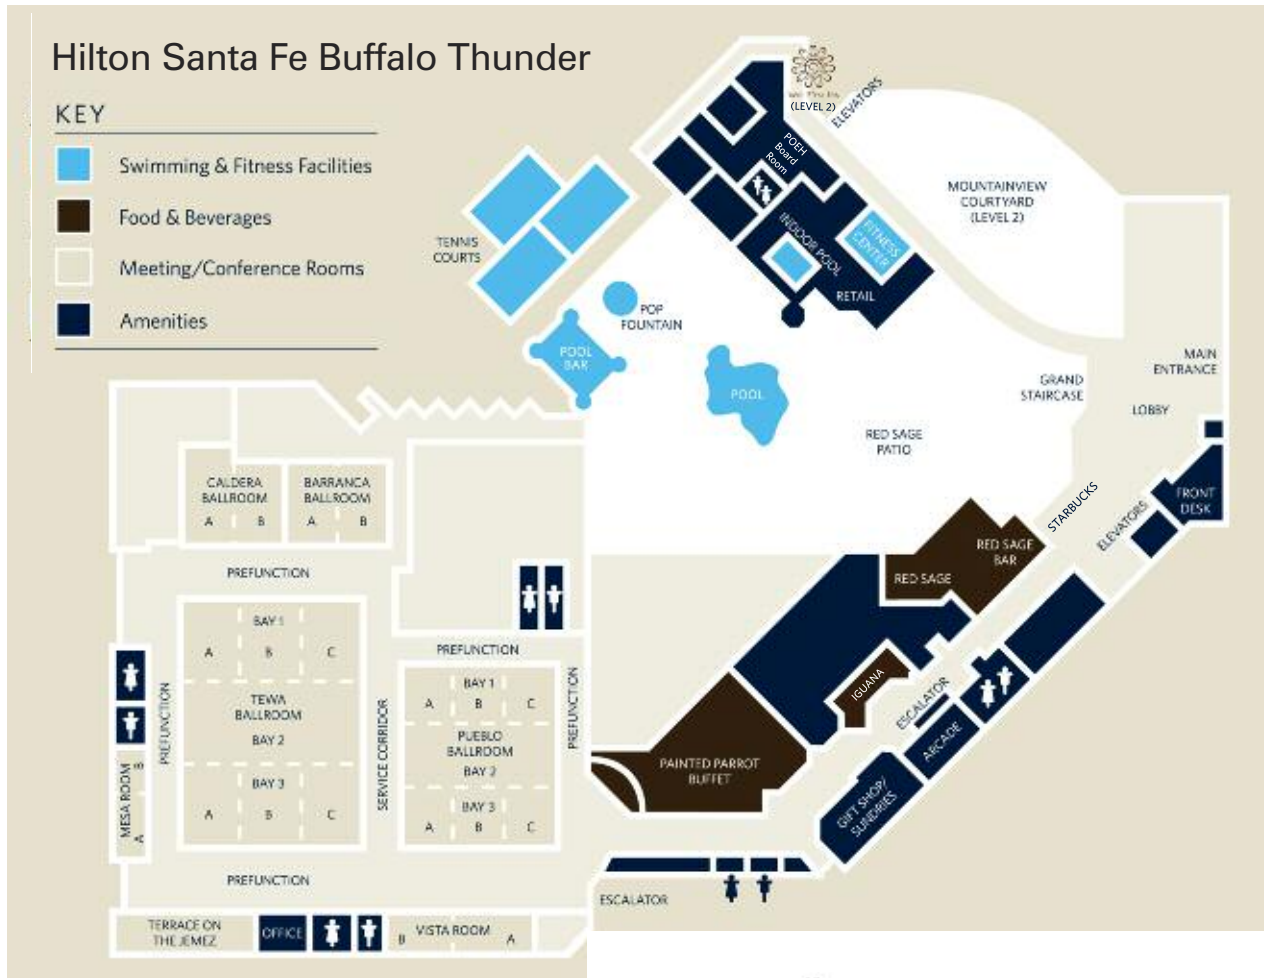 Hilton Santa Fe Buffalo Thunder
KEY
Swimming & Fitness Facilities
Food & Beverages
Meeting/Conference Rooms
Amenities
(LEVEL 2)
ELEVATORS
POEH
Board
Room
MOUNTAINVIEW
COURTYARD
(LEVEL 2)
TENNIS
COURTS
INDOOR POOL
FITNESS
CENTER
RETAIL
POP
FOUNTAIN
POOL
BAR
POOL
GRAND
STAIRCASE
MAIN
ENTRANCE
LOBBY
RED SAGE
PATIO
STARBUCKS
ELEVATORS
FRONT
DESK
CALDERA
BALLROOM
A B
BARRANCA
BALLROOM
A B
PREFUNCTION
RED SAGE
BAR
RED SAGE
BAY 1
A B C
TEWA
BALLROOM
BAY 2
BAY 3
A B C
PREFUNCTION
MESA ROOM
A B
SERVICE CORRIDOR
PREFUNCTION
BAY 1
A B C
PUEBLO
BALLROOM
BAY 2
BAY 3
A B C
PREFUNCTION
IGUANA
ESCALATOR
ARCADE
PAINTED PARROT
BUFFET
GIFT SHOP/
SUNDRIES
PREFUNCTION
ESCALATOR
TERRACE ON
THE JEMEZ
OFFICE
VISTA ROOM
B A